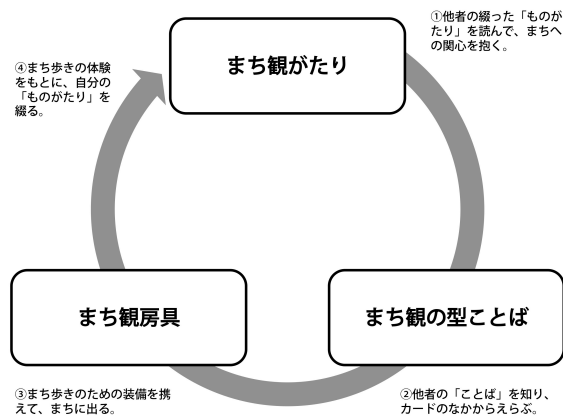 まち観がたり
①他者の綴った「ものが
たり」を読んで、まちへ
の関心を抱く。
まち観の型ことば
②他者の「ことば」を知り、
カードのなかからえらぶ。
まち観房具
③まち歩きのための装備を携
えて、まちに出る。
④まち歩きの体験
をもとに、自分の
「ものがたり」を
綴る。